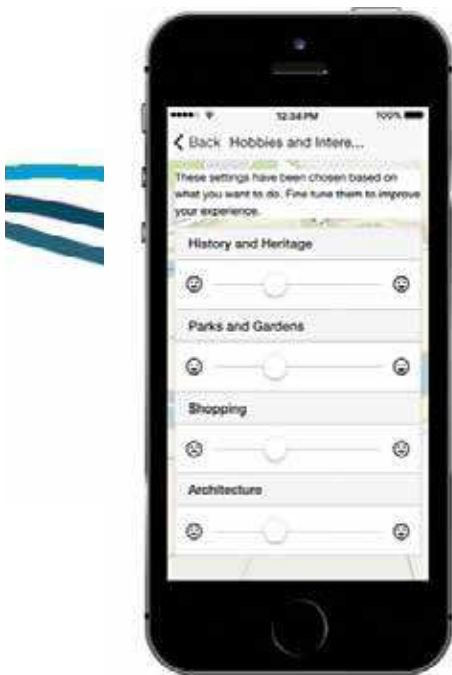 12:34 PM
100%
Back Hobbies and Intere...
These settings have been chosen based on
what you want to do. Fine tune them to improve
your experience.
History and Heritage
Parks and Gardens
Shopping
Architecture